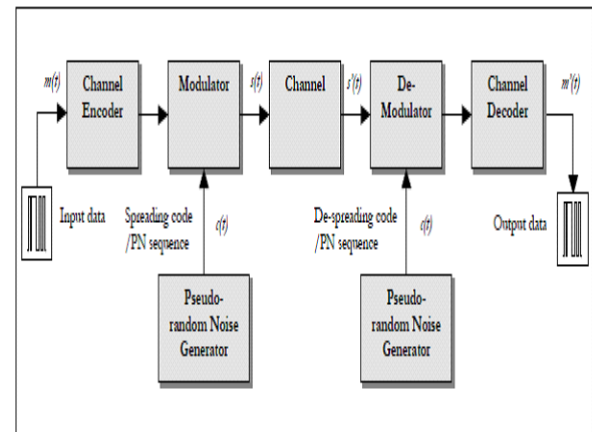 m(t)
Channel
Encoder
Modulator
s(t)
Channel
s'(t)
De-
Modulator
Channel
Decoder
m'(t)
Input data
Spreading code
/PN sequence
c(t)
De-spreading code
/PN sequence
c(t)
Output data
Pseudo-
random Noise
Generator
Pseudo-
random Noise
Generator